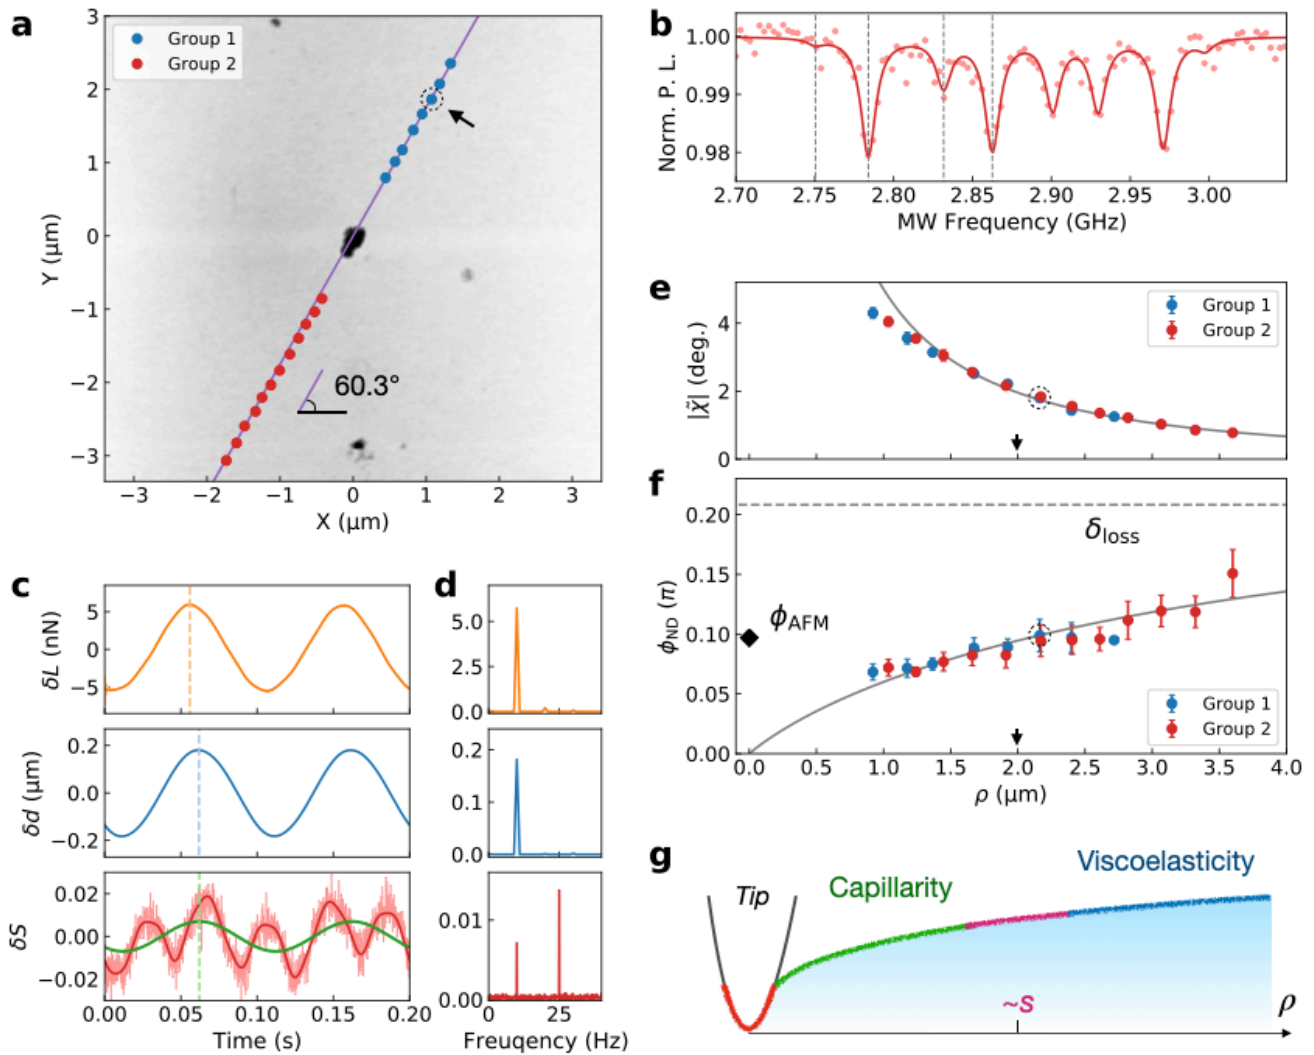 a
3
2
1
0
−1
−2
−3
Y (μm)
Group 1
Group 2
60.3°
−3
−2
−1
0
1
2
3
X (μm)
b
1.00
0.99
0.98
Norm. P. L.
2.70
2.75
2.80
2.85
2.90
2.95
3.00
MW Frequency (GHz)
e
4
2
0
|χ̃| (deg.)
Group 1
Group 2
f
0.20
0.15
0.10
0.05
0.00
ϕND (π)
δloss
ϕAFM
Group 1
Group 2
0.0
0.5
1.0
1.5
2.0
2.5
3.0
3.5
4.0
ρ (μm)
c
5
0
−5
δL (nN)
0.2
0.0
−0.2
δd (μm)
0.02
0.00
−0.02
δS
0.00
0.05
0.10
0.15
0.20
Time (s)
d
5.0
2.5
0.0
0.2
0.1
0.0
0.01
0.00
0
25
Freuqency (Hz)
g
Tip
Capillarity
Viscoelasticity
~S
ρ